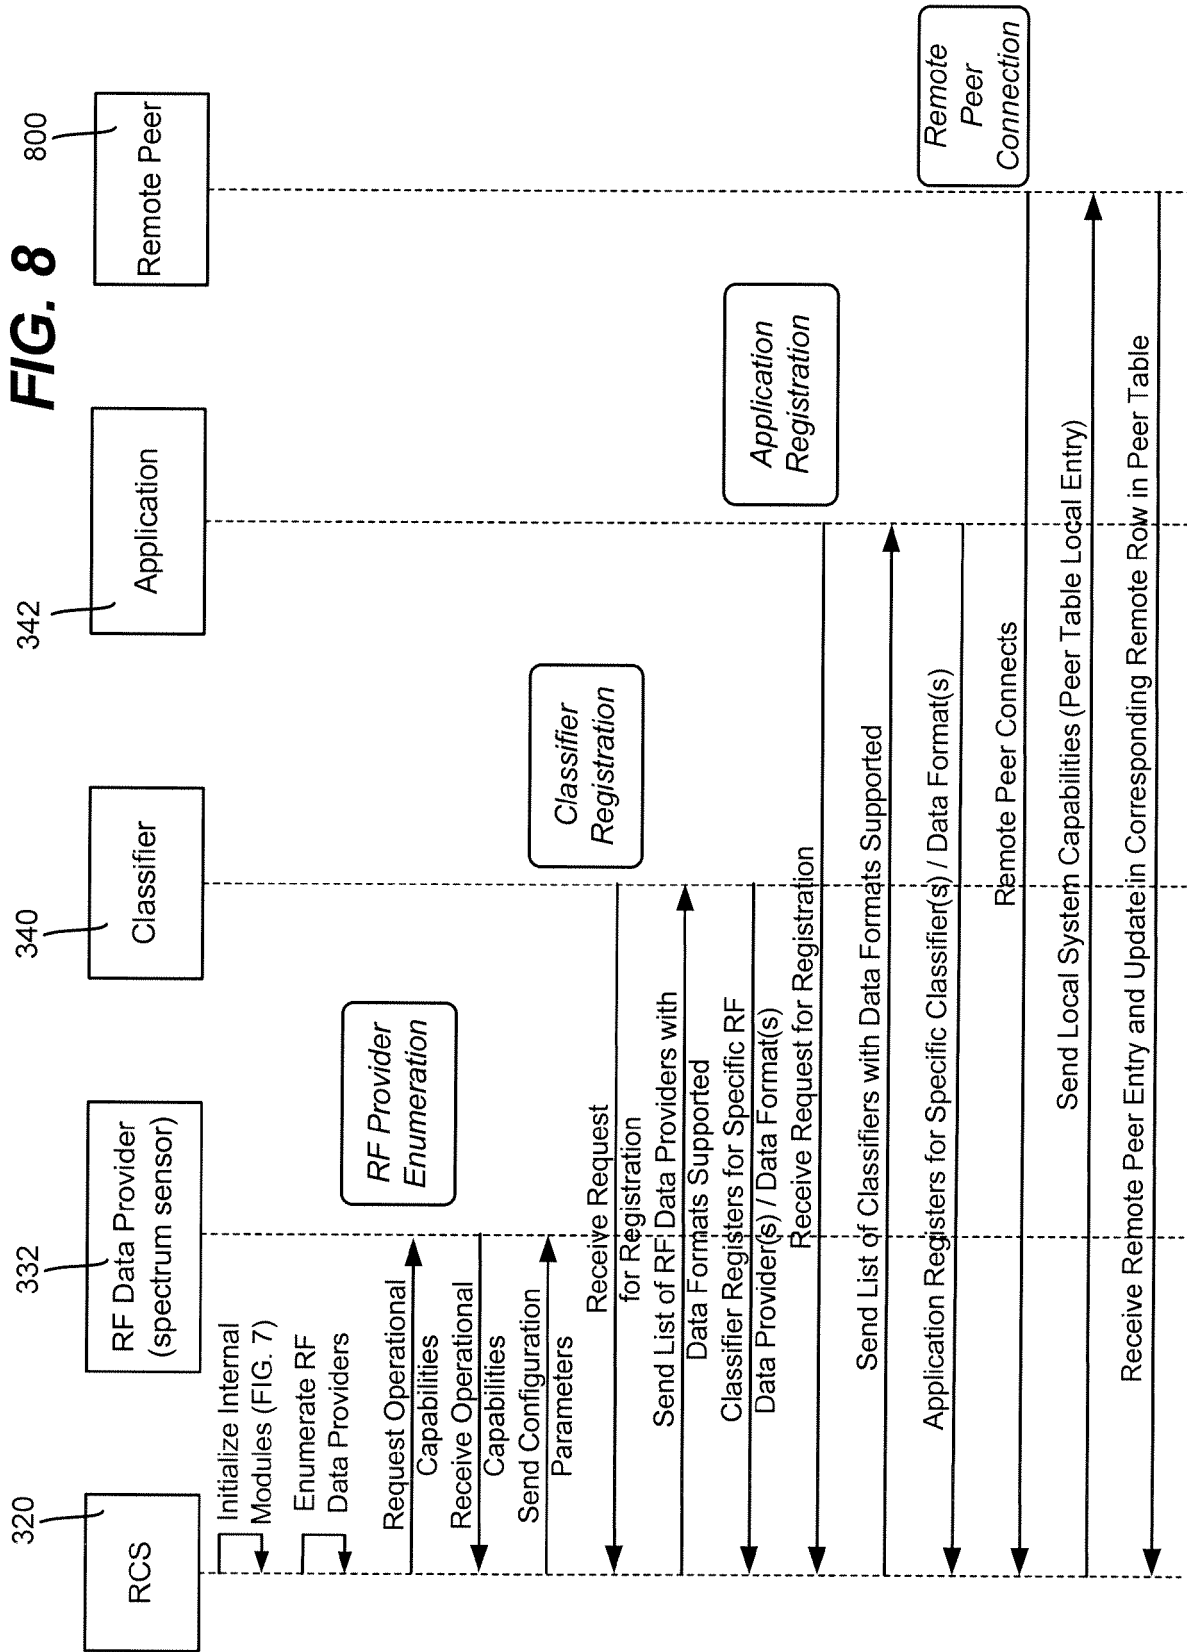 FIG. 8
320
RCS
332
RF Data Provider
(spectrum sensor)
340
Classifier
342
Application
800
Remote Peer
Initialize Internal
Modules (FIG. 7)
Enumerate RF
Data Providers
RF Provider
Enumeration
Request Operational
Capabilities
Receive Operational
Capabilities
Send Configuration
Parameters
Classifier
Registration
Receive Request
for Registration
Send List of RF Data Providers with
Data Formats Supported
Classifier Registers for Specific RF
Data Provider(s) / Data Format(s)
Application
Registration
Receive Request for Registration
Send List of Classifiers with Data Formats Supported
Application Registers for Specific Classifier(s) / Data Format(s)
Remote
Peer
Connection
Remote Peer Connects
Send Local System Capabilities (Peer Table Local Entry)
Receive Remote Peer Entry and Update in Corresponding Remote Row in Peer Table